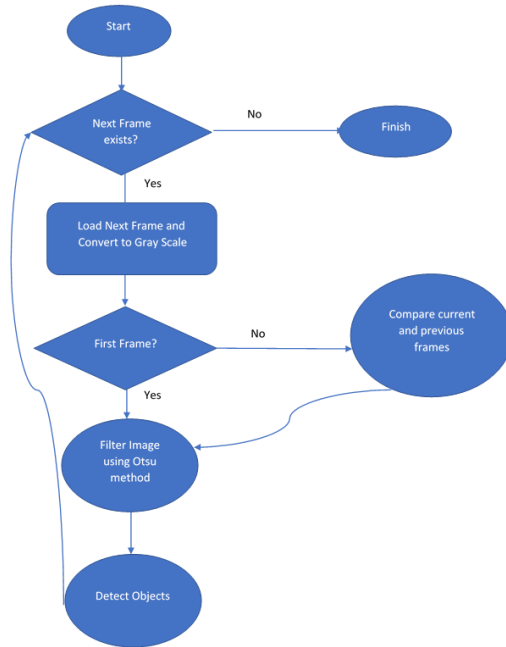 Start
Next Frame
exists?
No
Finish
Yes
Load Next Frame and
Convert to Gray Scale
First Frame?
No
Compare current
and previous
frames
Yes
Filter Image
using Otsu
method
Detect Objects